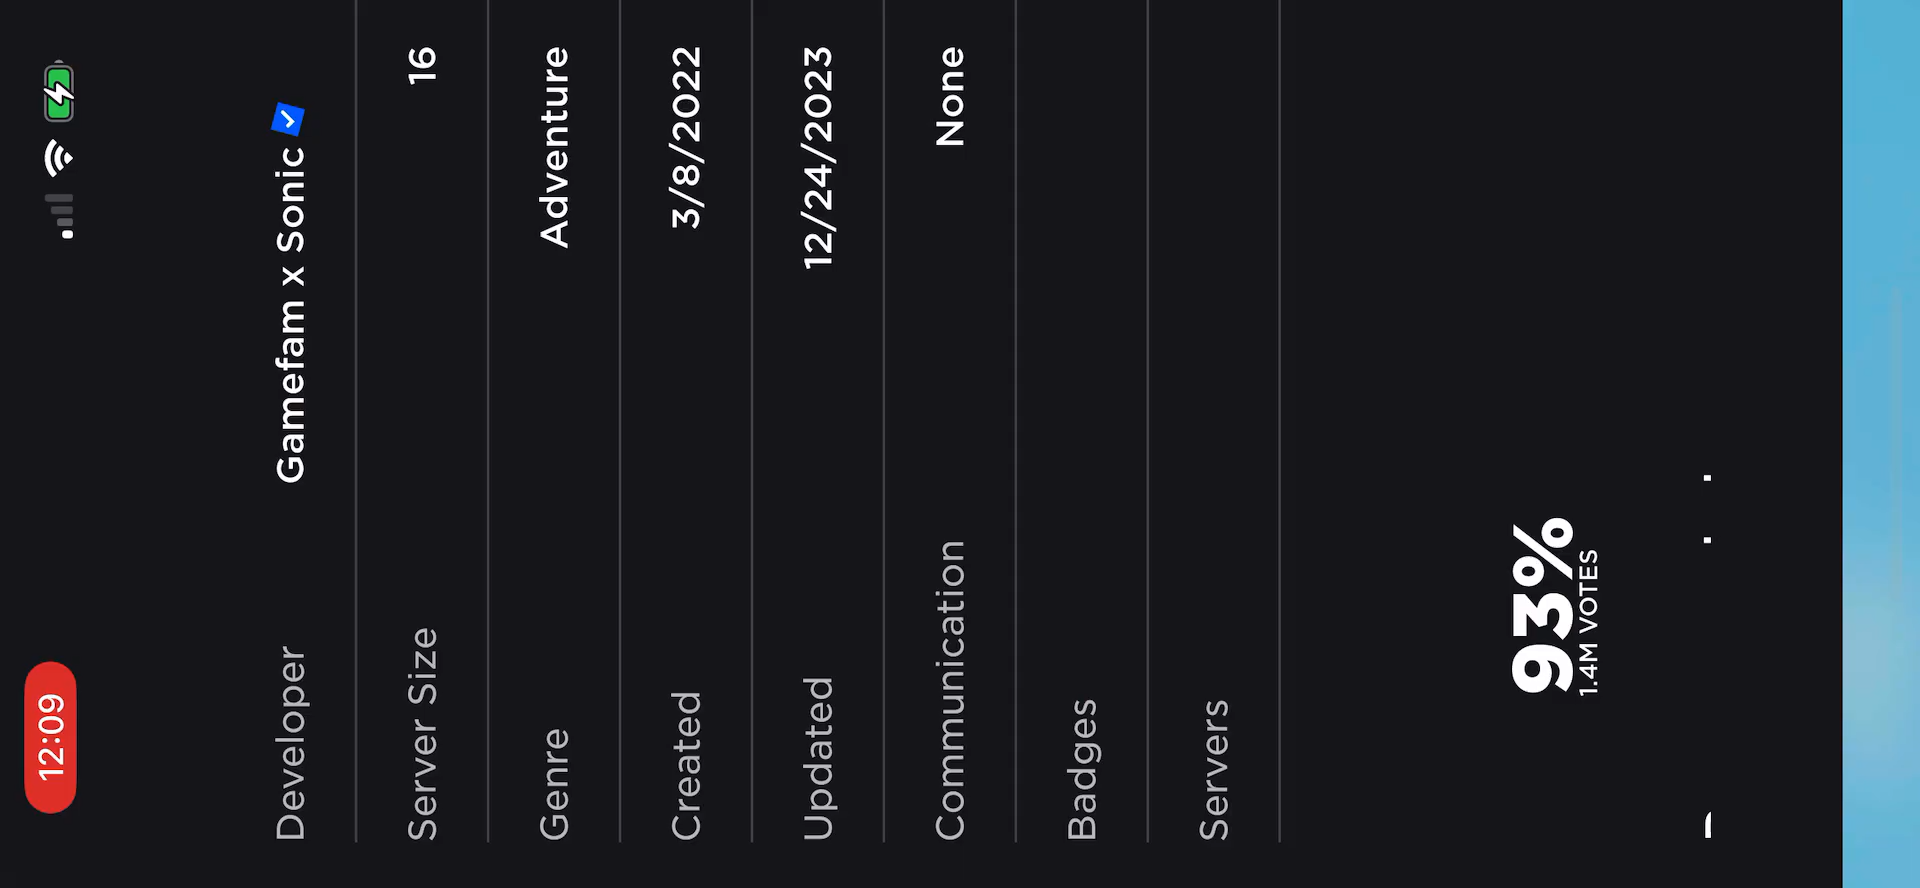 12:09
Developer Gamefam x Sonic
Server Size 16
Genre Adventure
Created 3/8/2022
Updated 12/24/2023
Communication None
Badges
Servers
93%
1.4M VOTES